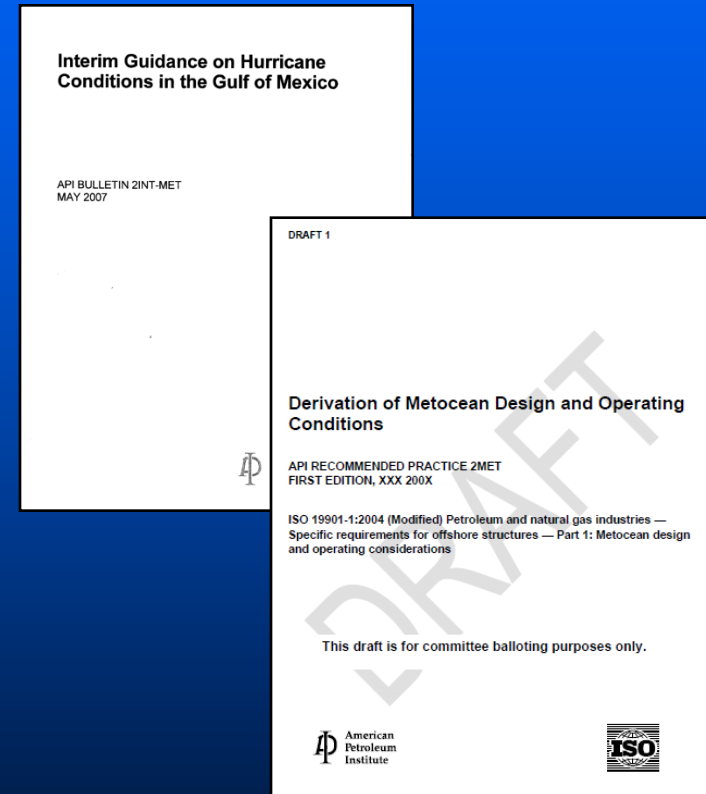 Interim Guidance on Hurricane
Conditions in the Gulf of Mexico
API BULLETIN 2INT-MET
MAY 2007
DRAFT 1
DRAFT
Derivation of Metocean Design and Operating
Conditions
API RECOMMENDED PRACTICE 2MET
FIRST EDITION, XXX 200X
ISO 19901-1:2004 (Modified) Petroleum and natural gas industries —
Specific requirements for offshore structures — Part 1: Metocean design
and operating considerations
This draft is for committee balloting purposes only.
American
Petroleum
Institute
ISO